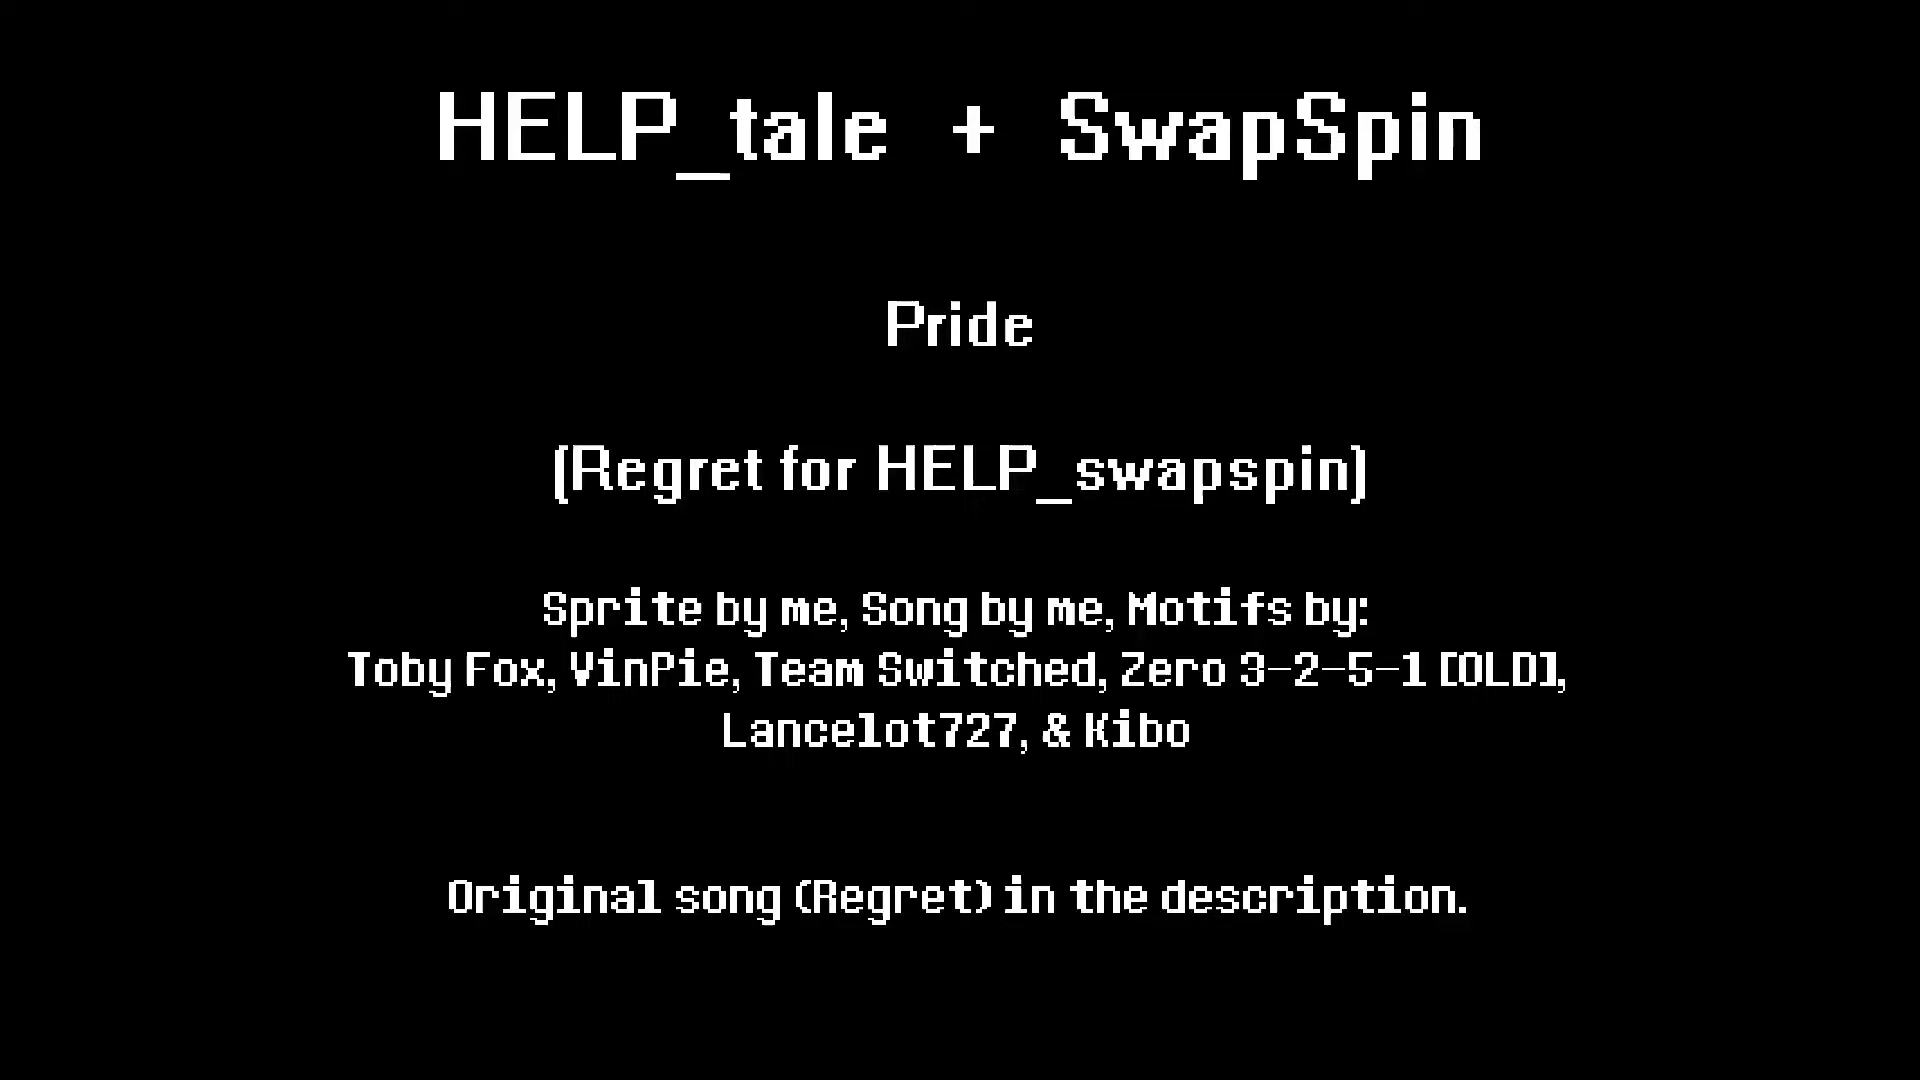 HELP_tale + SwapSpin
Pride
(Regret for HELP_swapspin)
Sprite by me, Song by me, Motifs by:
Toby Fox, VinPie, Team Switched, Zero 3-2-5-1 [OLD],
Lancelot727, & Kibo
Original song (Regret) in the description.